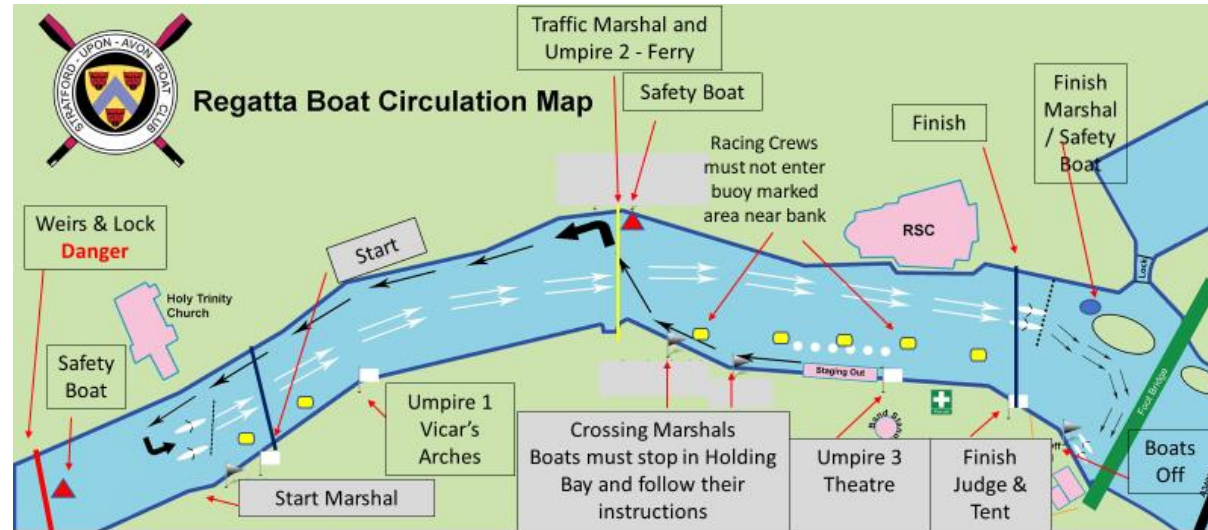 STRATFORD - UPON - AVON BOAT CLUB
Regatta Boat Circulation Map
Traffic Marshal and
Umpire 2 - Ferry
Safety Boat
Finish
Finish
Marshal
/ Safety
Boat
Racing Crews
must not enter
buoy marked
area near bank
RSC
Lock
Weirs & Lock
Danger
Start
Holy Trinity
Church
Safety
Boat
Staging Out
Foot Bridge
Umpire 1
Vicar's
Arches
Start Marshal
Crossing Marshals
Boats must stop in Holding
Bay and follow their
instructions
Band Stand
Umpire 3
Theatre
Finish
Judge &
Tent
Boats
Off